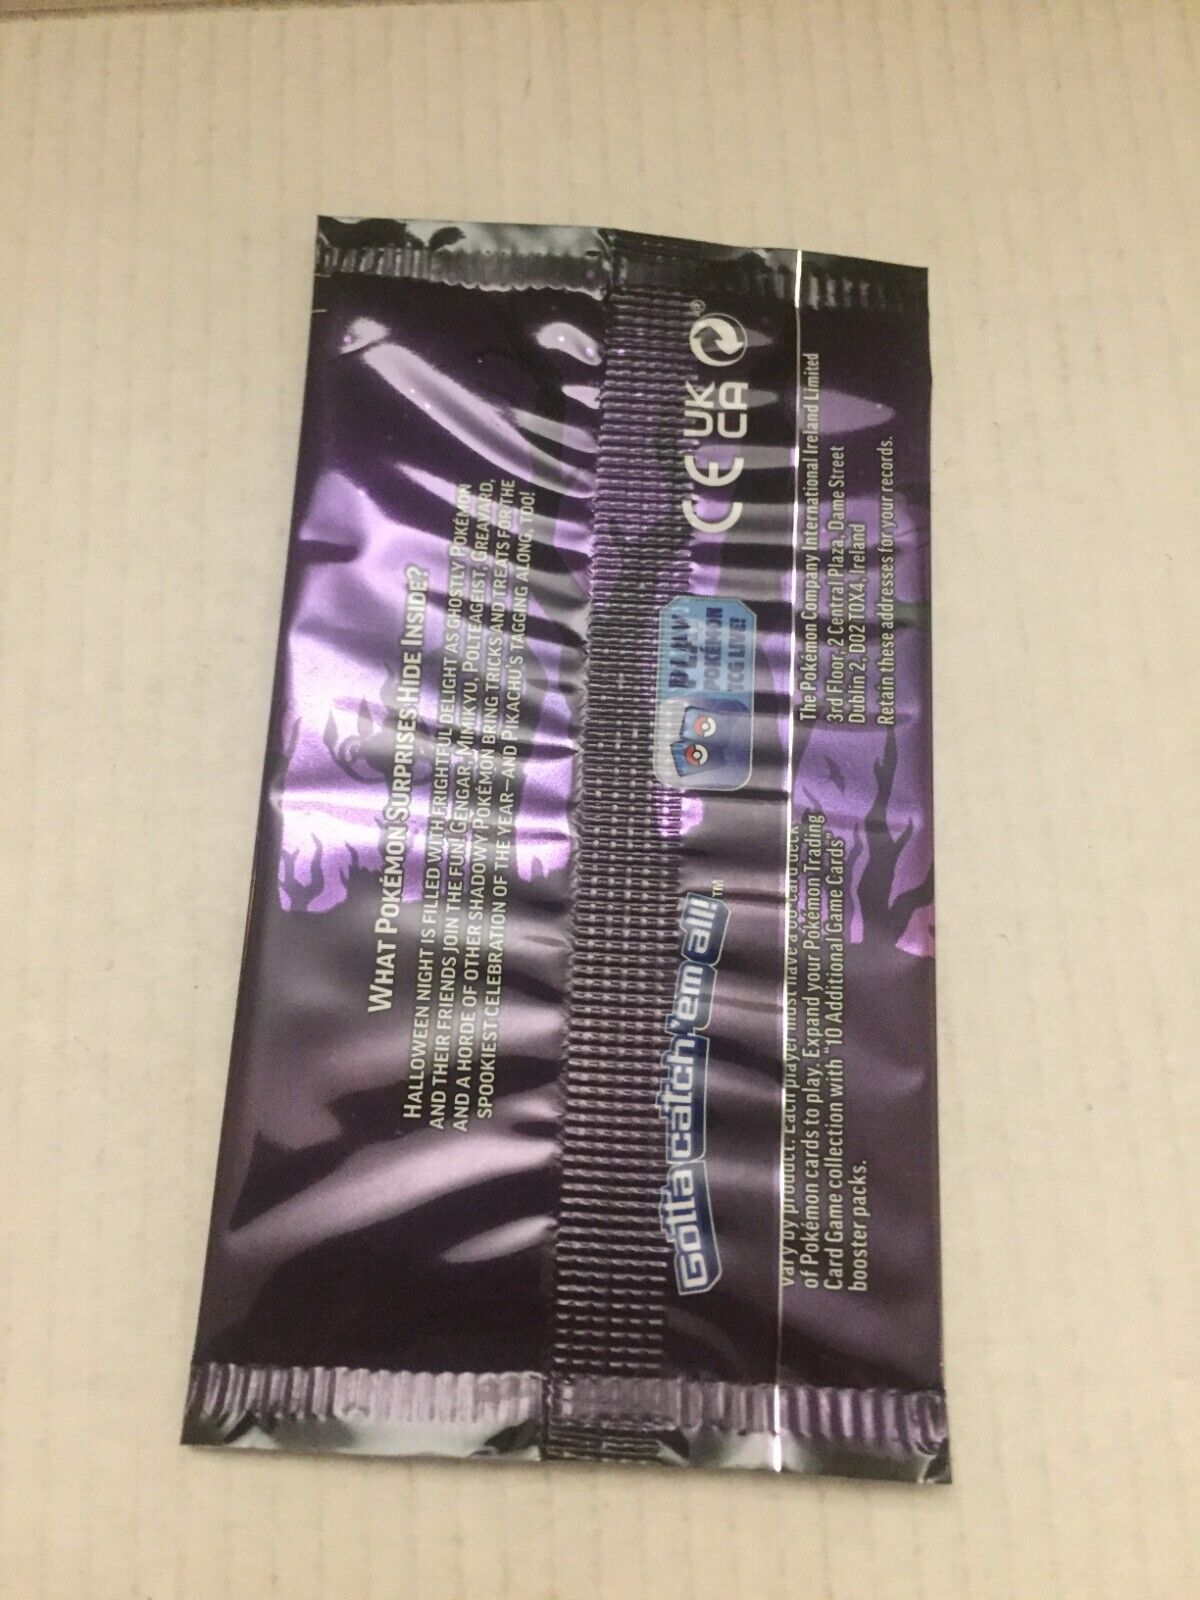 WHAT POKÉMON SURPRISES HIDE INSIDE?
HALLOWEEN NIGHT IS FILLED WITH FRIGHTFUL DELIGHT AS GHOSTLY POKÉMON
AND THEIR FRIENDS JOIN THE FUN! GENGAR, MIMIKYU, POLTEAGEIST, GREAVARD,
AND A HORDE OF OTHER SHADOWY POKÉMON BRING TRICKS AND TREATS FOR THE
SPOOKIEST CELEBRATION OF THE YEAR—AND PIKACHU'S TAGGING ALONG, TOO!
Gotta catch 'em all!™
PLAY
POKÉMON
TCG LIVE!
CE UK
CA ®
vary by product. Each player must have a 60-card deck
of Pokémon cards to play. Expand your Pokémon Trading
Card Game collection with "10 Additional Game Cards"
booster packs.
The Pokémon Company International Ireland Limited
3rd Floor, 2 Central Plaza, Dame Street
Dublin 2, D02 T0X4, Ireland
Retain these addresses for your records.